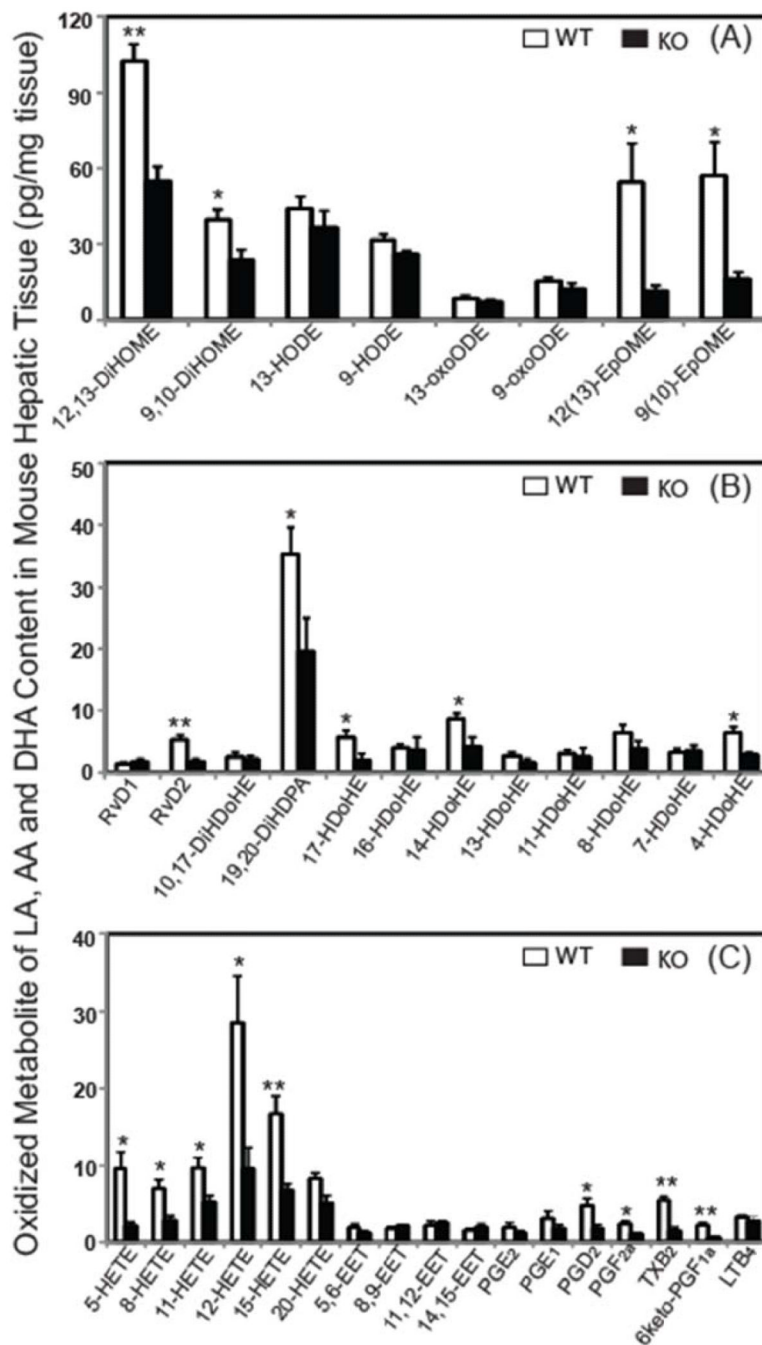 Oxidized Metabolite of LA, AA and DHA Content in Mouse Hepatic Tissue (pg/mg tissue)
WT KO (A)
120
90
60
30
0
** * * *
12,13-DiHOME
9,10-DiHOME
13-HODE
9-HODE
13-oxoODE
9-oxoODE
12(13)-EpOME
9(10)-EpOME
WT KO (B)
50
40
30
20
10
0
** * * * *
RvD1
RvD2
10,17-DiHDoHE
19,20-DiHDPA
17-HDoHE
16-HDoHE
14-HDoHE
13-HDoHE
11-HDoHE
8-HDoHE
7-HDoHE
4-HDoHE
WT KO (C)
40
30
20
10
0
* * * * ** * * ** **
5-HETE
8-HETE
11-HETE
12-HETE
15-HETE
20-HETE
5,6-EET
8,9-EET
11,12-EET
14,15-EET
PGE2
PGE1
PGD2
PGF2a
TXB2
6keto-PGF1a
LTB4